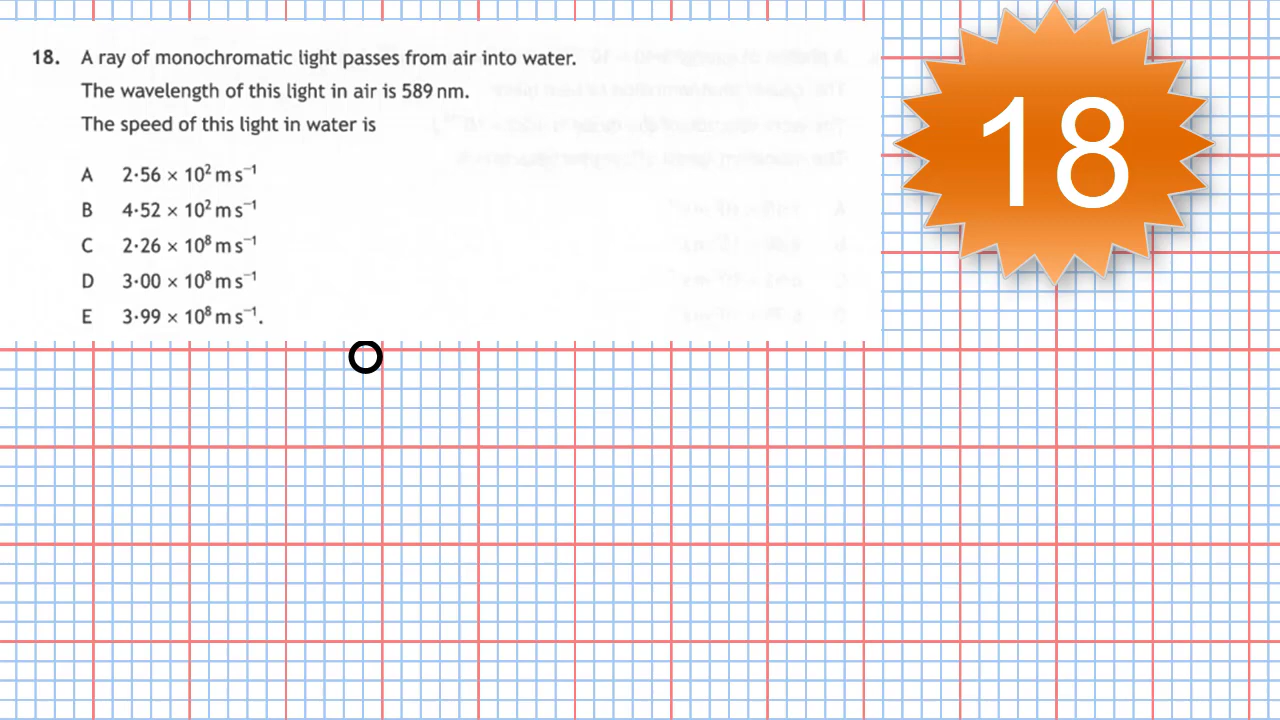 18. A ray of monochromatic light passes from air into water.
The wavelength of this light in air is 589 nm.
The speed of this light in water is
A 2·56 × 10² m s⁻¹
B 4·52 × 10² m s⁻¹
C 2·26 × 10⁸ m s⁻¹
D 3·00 × 10⁸ m s⁻¹
E 3·99 × 10⁸ m s⁻¹.
18